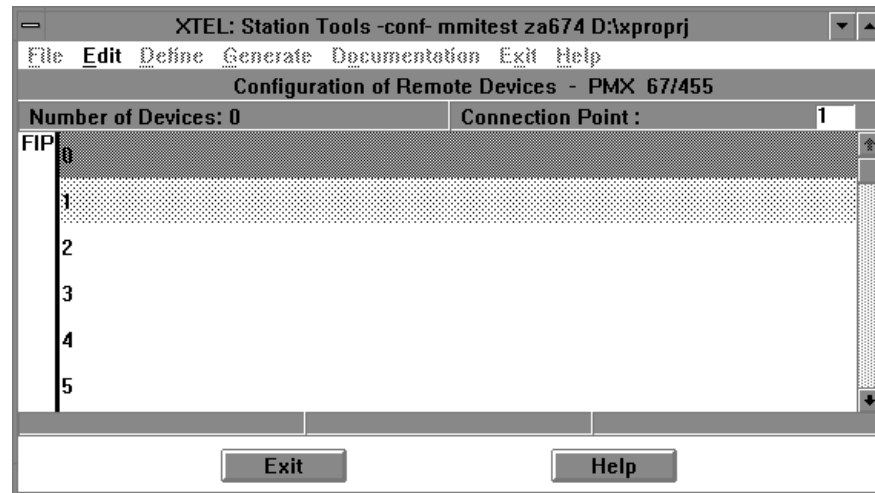 XTEL: Station Tools -conf- mmitest za674 D:\xproprj
File Edit Define Generate Documentation Exit Help
Configuration of Remote Devices - PMX 67/455
Number of Devices: 0 Connection Point : 1
FIP
0
1
2
3
4
5
Exit Help